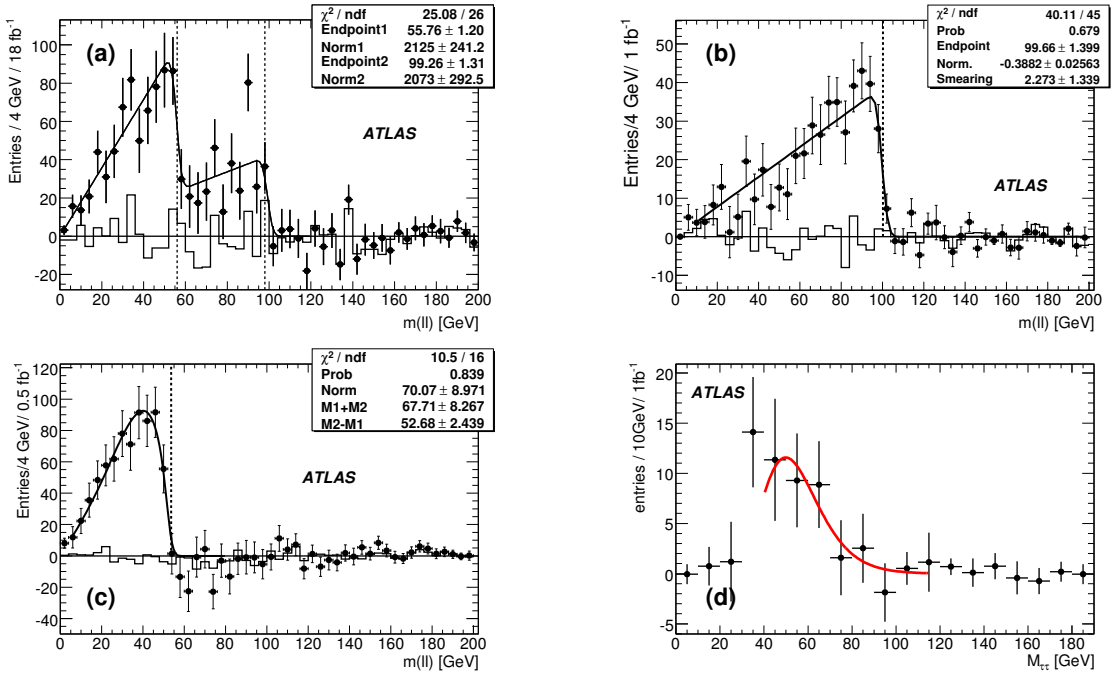 Entries / 4 GeV / 18 fb⁻¹
(a)
χ² / ndf 25.08 / 26
Endpoint1 55.76 ± 1.20
Norm1 2125 ± 241.2
Endpoint2 99.26 ± 1.31
Norm2 2073 ± 292.5
ATLAS
100
80
60
40
20
0
-20
0 20 40 60 80 100 120 140 160 180 200
m(ll) [GeV]
Entries/4 GeV/ 1 fb⁻¹
(b)
χ² / ndf 40.11 / 45
Prob 0.679
Endpoint 99.66 ± 1.399
Norm. -0.3882 ± 0.02563
Smearing 2.273 ± 1.339
ATLAS
50
40
30
20
10
0
-10
0 20 40 60 80 100 120 140 160 180 200
m(ll) [GeV]
Entries/4 GeV/ 0.5 fb⁻¹
χ² / ndf 10.5 / 16
Prob 0.839
Norm 70.07 ± 8.971
M1+M2 67.71 ± 8.267
M2-M1 52.68 ± 2.439
ATLAS
(c)
120
100
80
60
40
20
0
-20
-40
0 20 40 60 80 100 120 140 160 180 200
m(ll) [GeV]
entries / 10GeV/ 1fb⁻¹
ATLAS
(d)
20
15
10
5
0
-5
0 20 40 60 80 100 120 140 160 180
Mττ [GeV]